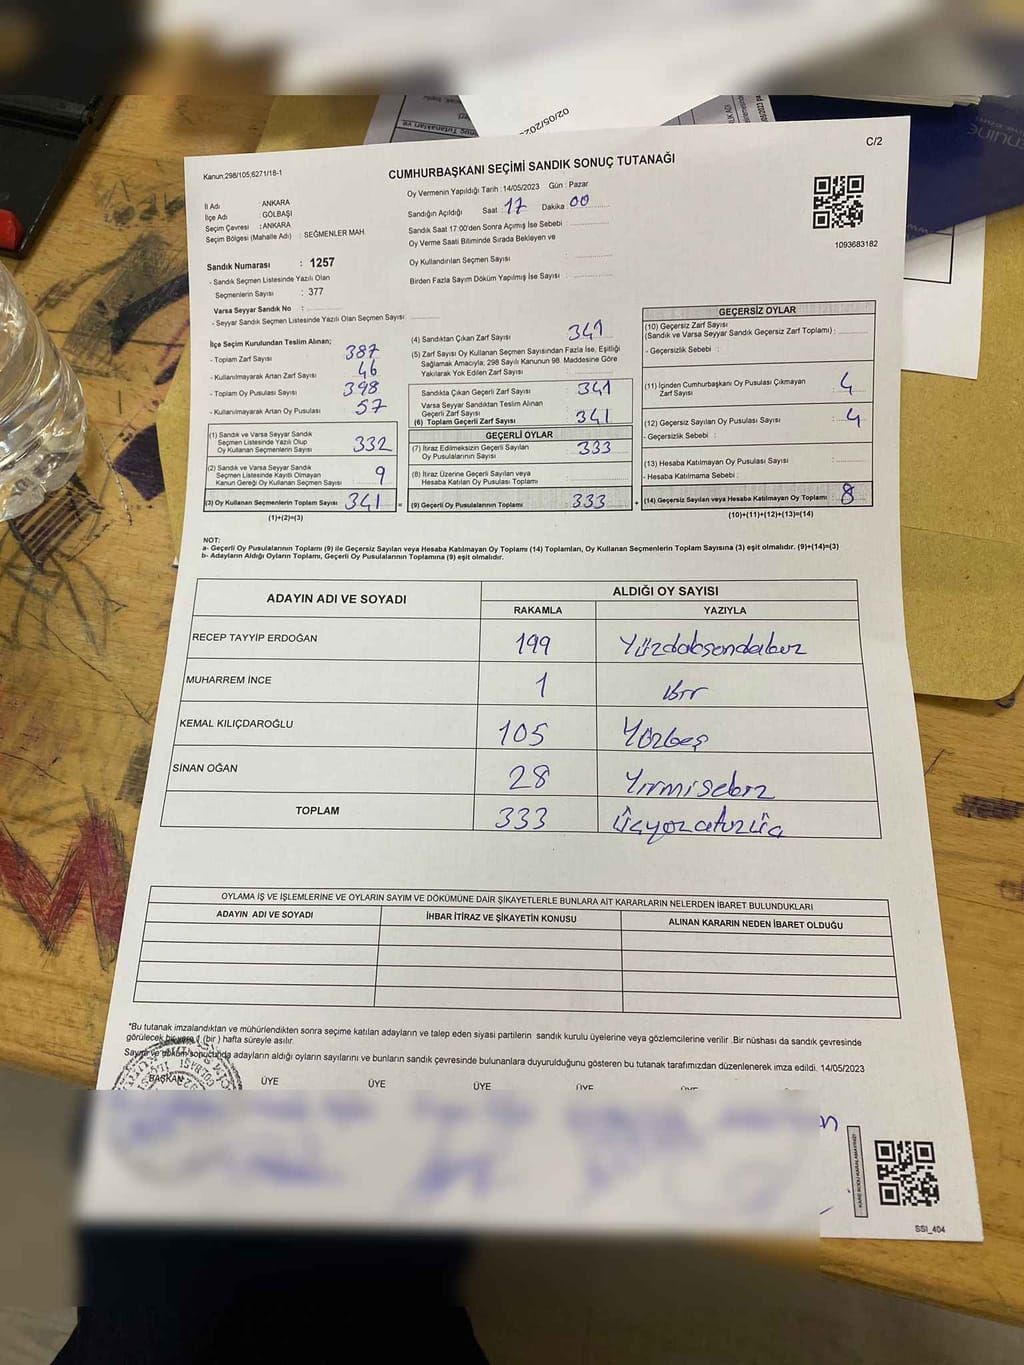 02/05/202
C/2
Kanun,298/105,6271/18-1
CUMHURBAŞKANI SEÇİMİ SANDIK SONUÇ TUTANAĞI
Oy Vermenin Yapıldığı Tarih : 14/05/2023 Gün : Pazar
İl Adı : ANKARA
İlçe Adı : GÖLBAŞI
Seçim Çevresi : ANKARA
Seçim Bölgesi (Mahalle Adı) : SEĞMENLER MAH.
Sandığın Açıldığı Saat : 17 Dakika : 00
Sandık Saat 17:00'den Sonra Açımış İse Sebebi :
Oy Verme Saati Bitiminde Sırada Bekleyen ve
Oy Kullandırılan Seçmen Sayısı :
Birden Fazla Sayım Döküm Yapılmış İse Sayısı :
1093683182
Sandık Numarası : 1257
- Sandık Seçmen Listesinde Yazılı Olan
Seçmenlerin Sayısı : 377
Varsa Seyyar Sandık No :
- Seyyar Sandık Seçmen Listesinde Yazılı Olan Seçmen Sayısı:
İlçe Seçim Kurulundan Teslim Alınan;
- Toplam Zarf Sayısı 387
- Kullanılmayarak Artan Zarf Sayısı 46
- Toplam Oy Pusulası Sayısı 398
- Kullanılmayarak Artan Oy Pusulası 57
(1) Sandık ve Varsa Seyyar Sandık
Seçmen Listesinde Yazılı Olup
Oy Kullanan Seçmenlerin Sayısı 332
(2) Sandık ve Varsa Seyyar Sandık
Seçmen Listesinde Kayıtlı Olmayan
Kanun Gereği Oy Kullanan Seçmen Sayısı 9
(3) Oy Kullanan Seçmenlerin Toplam Sayısı 341 =
(1)+(2)=(3)
(4) Sandıktan Çıkan Zarf Sayısı 341
(5) Zarf Sayısı Oy Kullanan Seçmen Sayısından Fazla İse, Eşitliği
Sağlamak Amacıyla; 298 Sayılı Kanunun 98. Maddesine Göre
Yakılarak Yok Edilen Zarf Sayısı :
Sandıkta Çıkan Geçerli Zarf Sayısı : 341
Varsa Seyyar Sandıktan Teslim Alınan
Geçerli Zarf Sayısı :
(6) Toplam Geçerli Zarf Sayısı : 341
GEÇERLİ OYLAR
(7) İtiraz Edilmeksizin Geçerli Sayılan
Oy Pusulalarının Sayısı : 333
(8) İtiraz Üzerine Geçerli Sayılan veya
Hesaba Katılan Oy Pusulası Toplamı :
(9) Geçerli Oy Pusulalarının Toplamı : 333 +
GEÇERSİZ OYLAR
(10) Geçersiz Zarf Sayısı
(Sandık ve Varsa Seyyar Sandık Geçersiz Zarf Toplamı) :
- Geçersizlik Sebebi :
(11) İçinden Cumhurbaşkanı Oy Pusulası Çıkmayan
Zarf Sayısı : 4
(12) Geçersiz Sayılan Oy Pusulası Sayısı : 4
- Geçersizlik Sebebi :
(13) Hesaba Katılmayan Oy Pusulası Sayısı :
- Hesaba Katılmama Sebebi :
(14) Geçersiz Sayılan veya Hesaba Katılmayan Oy Toplamı : 8
(10)+(11)+(12)+(13)=(14)
NOT:
a- Geçerli Oy Pusulalarının Toplamı (9) ile Geçersiz Sayılan veya Hesaba Katılmayan Oy Toplamı (14) Toplamları, Oy Kullanan Seçmenlerin Toplam Sayısına (3) eşit olmalıdır. (9)+(14)=(3)
b- Adayların Aldığı Oyların Toplamı, Geçerli Oy Pusulalarının Toplamına (9) eşit olmalıdır.
ADAYIN ADI VE SOYADI ALDIĞI OY SAYISI
RAKAMLA YAZIYLA
RECEP TAYYİP ERDOĞAN 199 Yüzdoksandokuz
MUHARREM İNCE 1 Bir
KEMAL KILIÇDAROĞLU 105 Yüzbeş
SİNAN OĞAN 28 Yirmisekiz
TOPLAM 333 Üçyüzotuzüç
OYLAMA İŞ VE İŞLEMLERİNE VE OYLARIN SAYIM VE DÖKÜMÜNE DAİR ŞİKAYETLERLE BUNLARA AİT KARARLARIN NELERDEN İBARET BULUNDUKLARI
ADAYIN ADI VE SOYADI İHBAR İTİRAZ VE ŞİKAYETİN KONUSU ALINAN KARARIN NEDEN İBARET OLDUĞU
*Bu tutanak imzalandıktan ve mühürlendikten sonra seçime katılan adayların ve talep eden siyasi partilerin sandık kurulu üyelerine veya gözlemcilerine verilir .Bir nüshası da sandık çevresinde
görülecek bir yere 1 (bir ) hafta süreyle asılır.
Sayım ve döküm sonucunda adayların aldığı oyların sayılarını ve bunların sandık çevresinde bulunanlara duyurulduğunu gösteren bu tutanak tarafımızdan düzenlenerek imza edildi. 14/05/2023
BAŞKAN ÜYE ÜYE ÜYE ÜYE ÜYE
KARE KODU KARALAMAYINIZ!
SSI_404